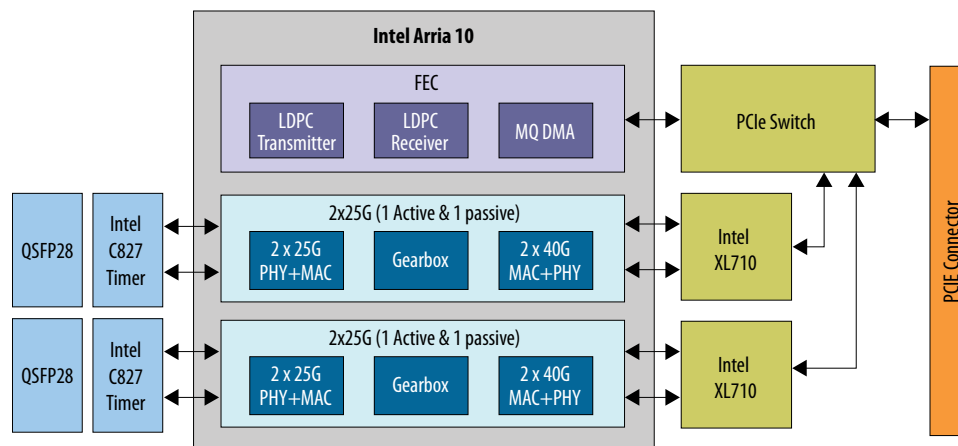 Intel Arria 10
FEC
LDPC
Transmitter
LDPC
Receiver
MQ DMA
PCIe Switch
PCIE Connector
QSFP28
Intel
C827
Timer
2x25G (1 Active & 1 passive)
2 x 25G
PHY+MAC
Gearbox
2 x 40G
MAC+PHY
Intel
XL710
QSFP28
Intel
C827
Timer
2x25G (1 Active & 1 passive)
2 x 25G
PHY+MAC
Gearbox
2 x 40G
MAC+PHY
Intel
XL710